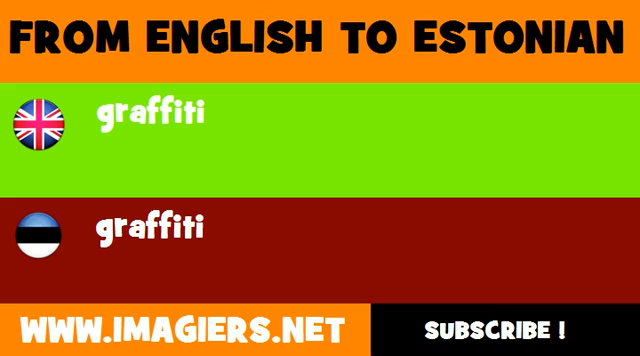 FROM ENGLISH TO ESTONIAN
graffiti
graffiti
WWW.IMAGIERS.NET
SUBSCRIBE !